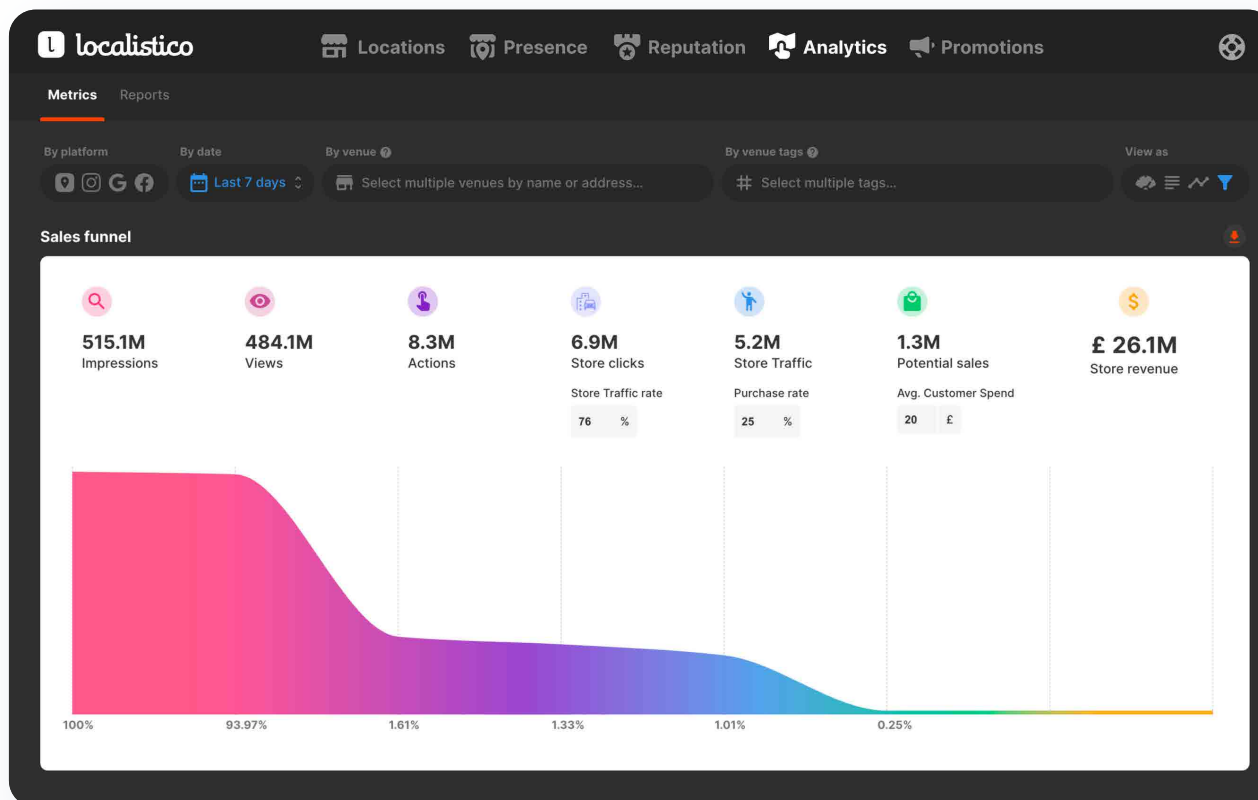 localistico
Locations Presence Reputation Analytics Promotions
Metrics Reports
By platform By date By venue By venue tags View as
Last 7 days Select multiple venues by name or address... # Select multiple tags...
Sales funnel
515.1M 484.1M 8.3M 6.9M 5.2M 1.3M £ 26.1M
Impressions Views Actions Store clicks Store Traffic Potential sales Store revenue
Store Traffic rate Purchase rate Avg. Customer Spend
76 % 25 % 20 £
100% 93.97% 1.61% 1.33% 1.01% 0.25%